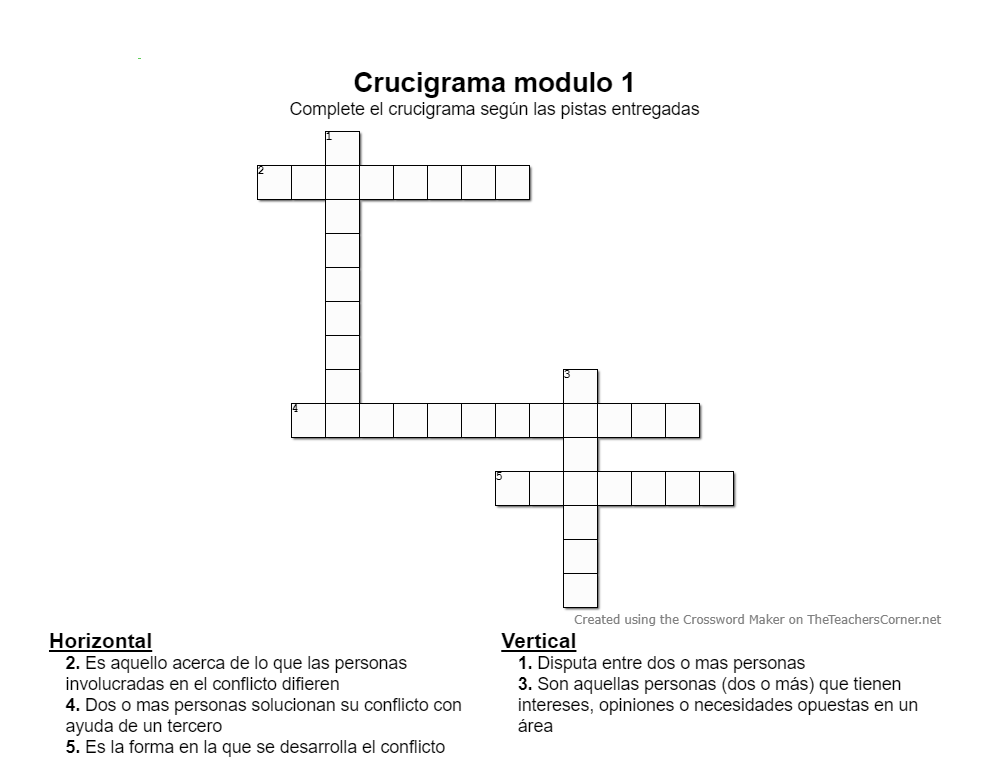 Crucigrama modulo 1
Complete el crucigrama según las pistas entregadas
1
2
3
4
5
Created using the Crossword Maker on TheTeachersCorner.net
Horizontal
2. Es aquello acerca de lo que las personas
involucradas en el conflicto difieren
4. Dos o mas personas solucionan su conflicto con
ayuda de un tercero
5. Es la forma en la que se desarrolla el conflicto
Vertical
1. Disputa entre dos o mas personas
3. Son aquellas personas (dos o más) que tienen
intereses, opiniones o necesidades opuestas en un
área